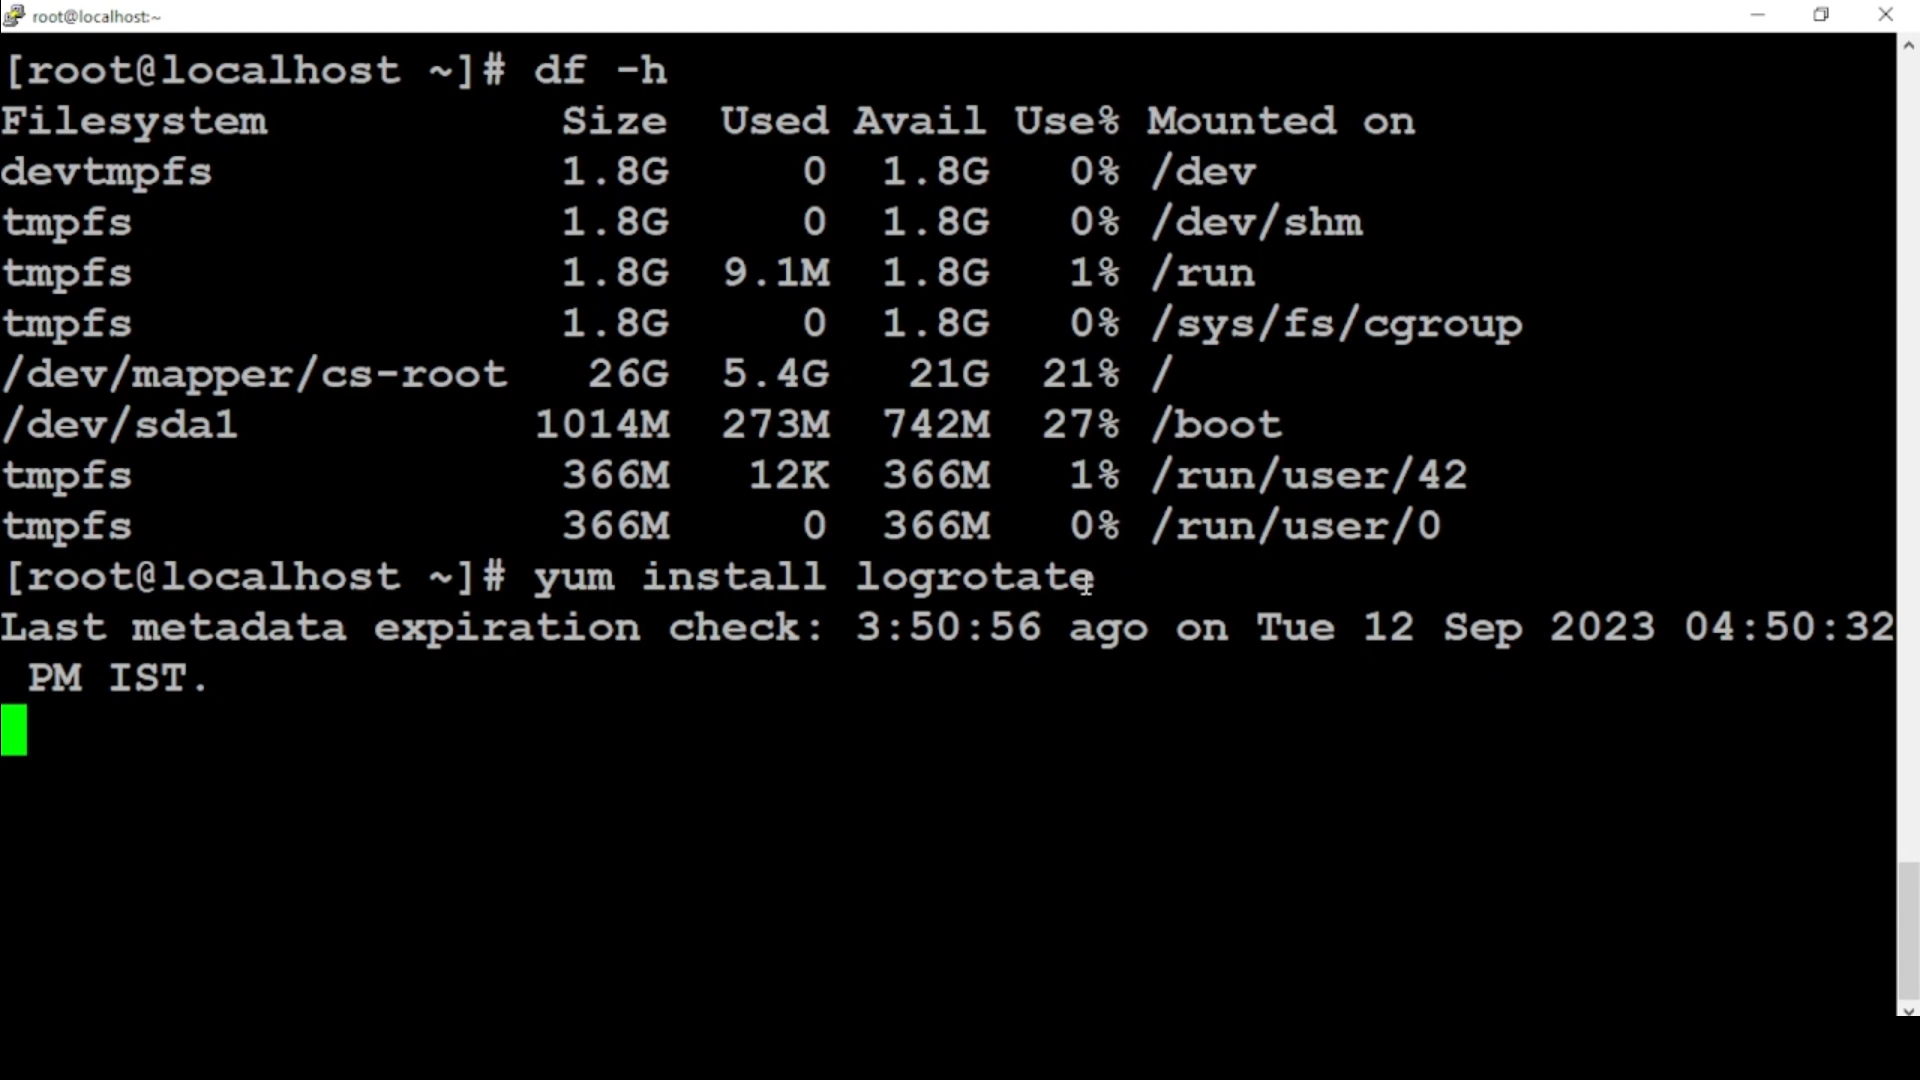 root@localhost:~
[root@localhost ~]# df -h
Filesystem           Size  Used Avail Use% Mounted on
devtmpfs             1.8G     0  1.8G   0% /dev
tmpfs                1.8G     0  1.8G   0% /dev/shm
tmpfs                1.8G  9.1M  1.8G   1% /run
tmpfs                1.8G     0  1.8G   0% /sys/fs/cgroup
/dev/mapper/cs-root   26G  5.4G   21G  21% /
/dev/sda1           1014M  273M  742M  27% /boot
tmpfs                366M   12K  366M   1% /run/user/42
tmpfs                366M     0  366M   0% /run/user/0
[root@localhost ~]# yum install logrotate
Last metadata expiration check: 3:50:56 ago on Tue 12 Sep 2023 04:50:32
 PM IST.